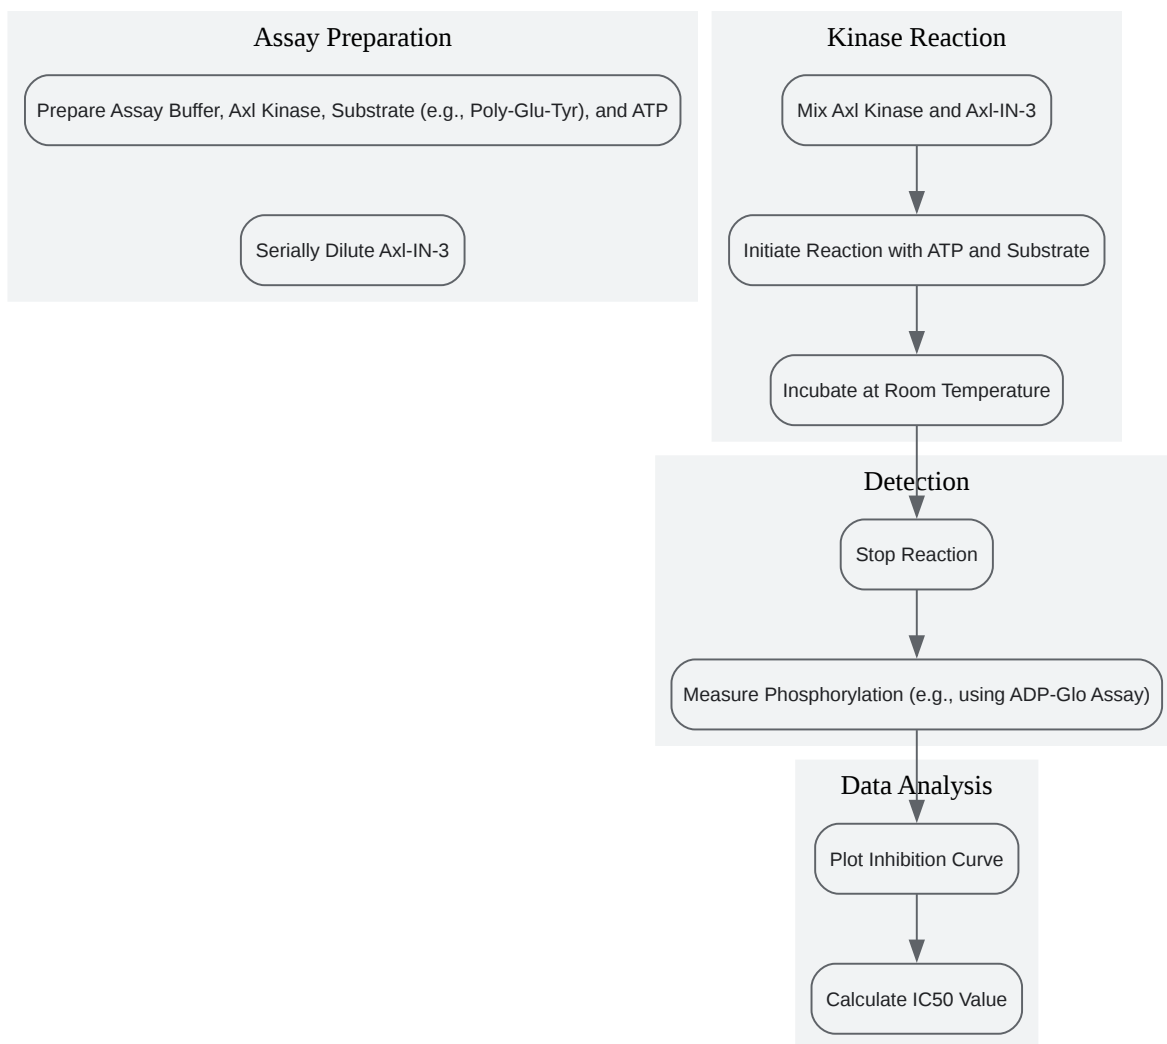 Assay Preparation
Prepare Assay Buffer, Axl Kinase, Substrate (e.g., Poly-Glu-Tyr), and ATP
Serially Dilute Axl-IN-3
Kinase Reaction
Mix Axl Kinase and Axl-IN-3
Initiate Reaction with ATP and Substrate
Incubate at Room Temperature
Detection
Stop Reaction
Measure Phosphorylation (e.g., using ADP-Glo Assay)
Data Analysis
Plot Inhibition Curve
Calculate IC50 Value